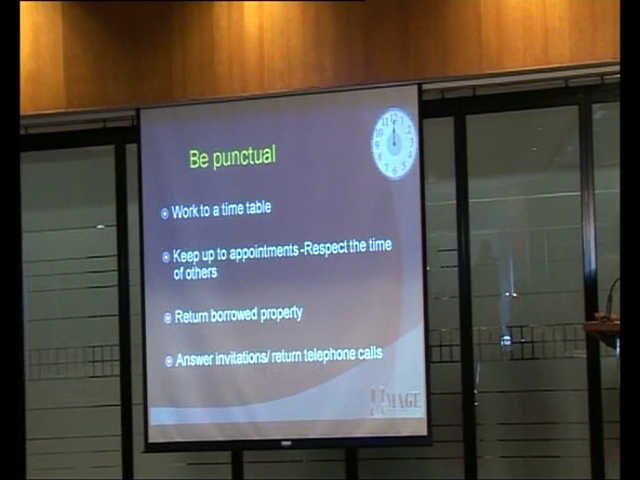 Be punctual
Work to a time table
Keep up to appointments -Respect the time
of others
Return borrowed property
Answer invitations/ return telephone calls
IMAGE